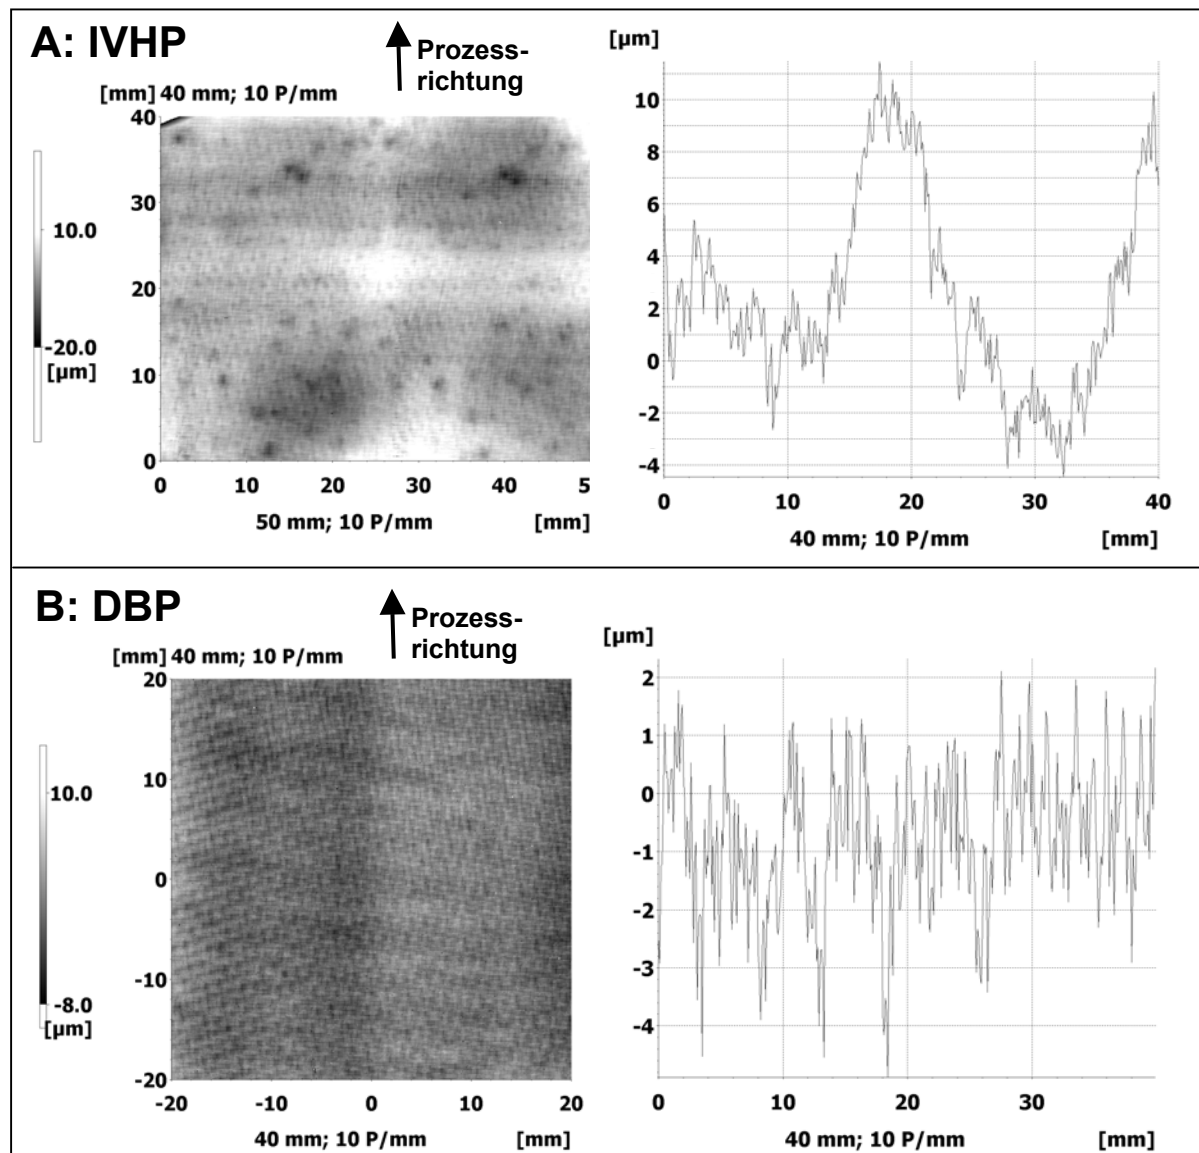 A: IVHP
Prozess-
richtung
[mm] 40 mm; 10 P/mm
40
30
20
10
0
10.0
-20.0
[µm]
0 10 20 30 40 5
50 mm; 10 P/mm [mm]
[µm]
10
8
6
4
2
0
-2
-4
0 10 20 30 40
40 mm; 10 P/mm [mm]
B: DBP
Prozess-
richtung
[mm] 40 mm; 10 P/mm
20
10
0
-10
-20
10.0
-8.0
[µm]
-20 -10 0 10 20
40 mm; 10 P/mm [mm]
[µm]
2
1
0
-1
-2
-3
-4
0 10 20 30
40 mm; 10 P/mm [mm]